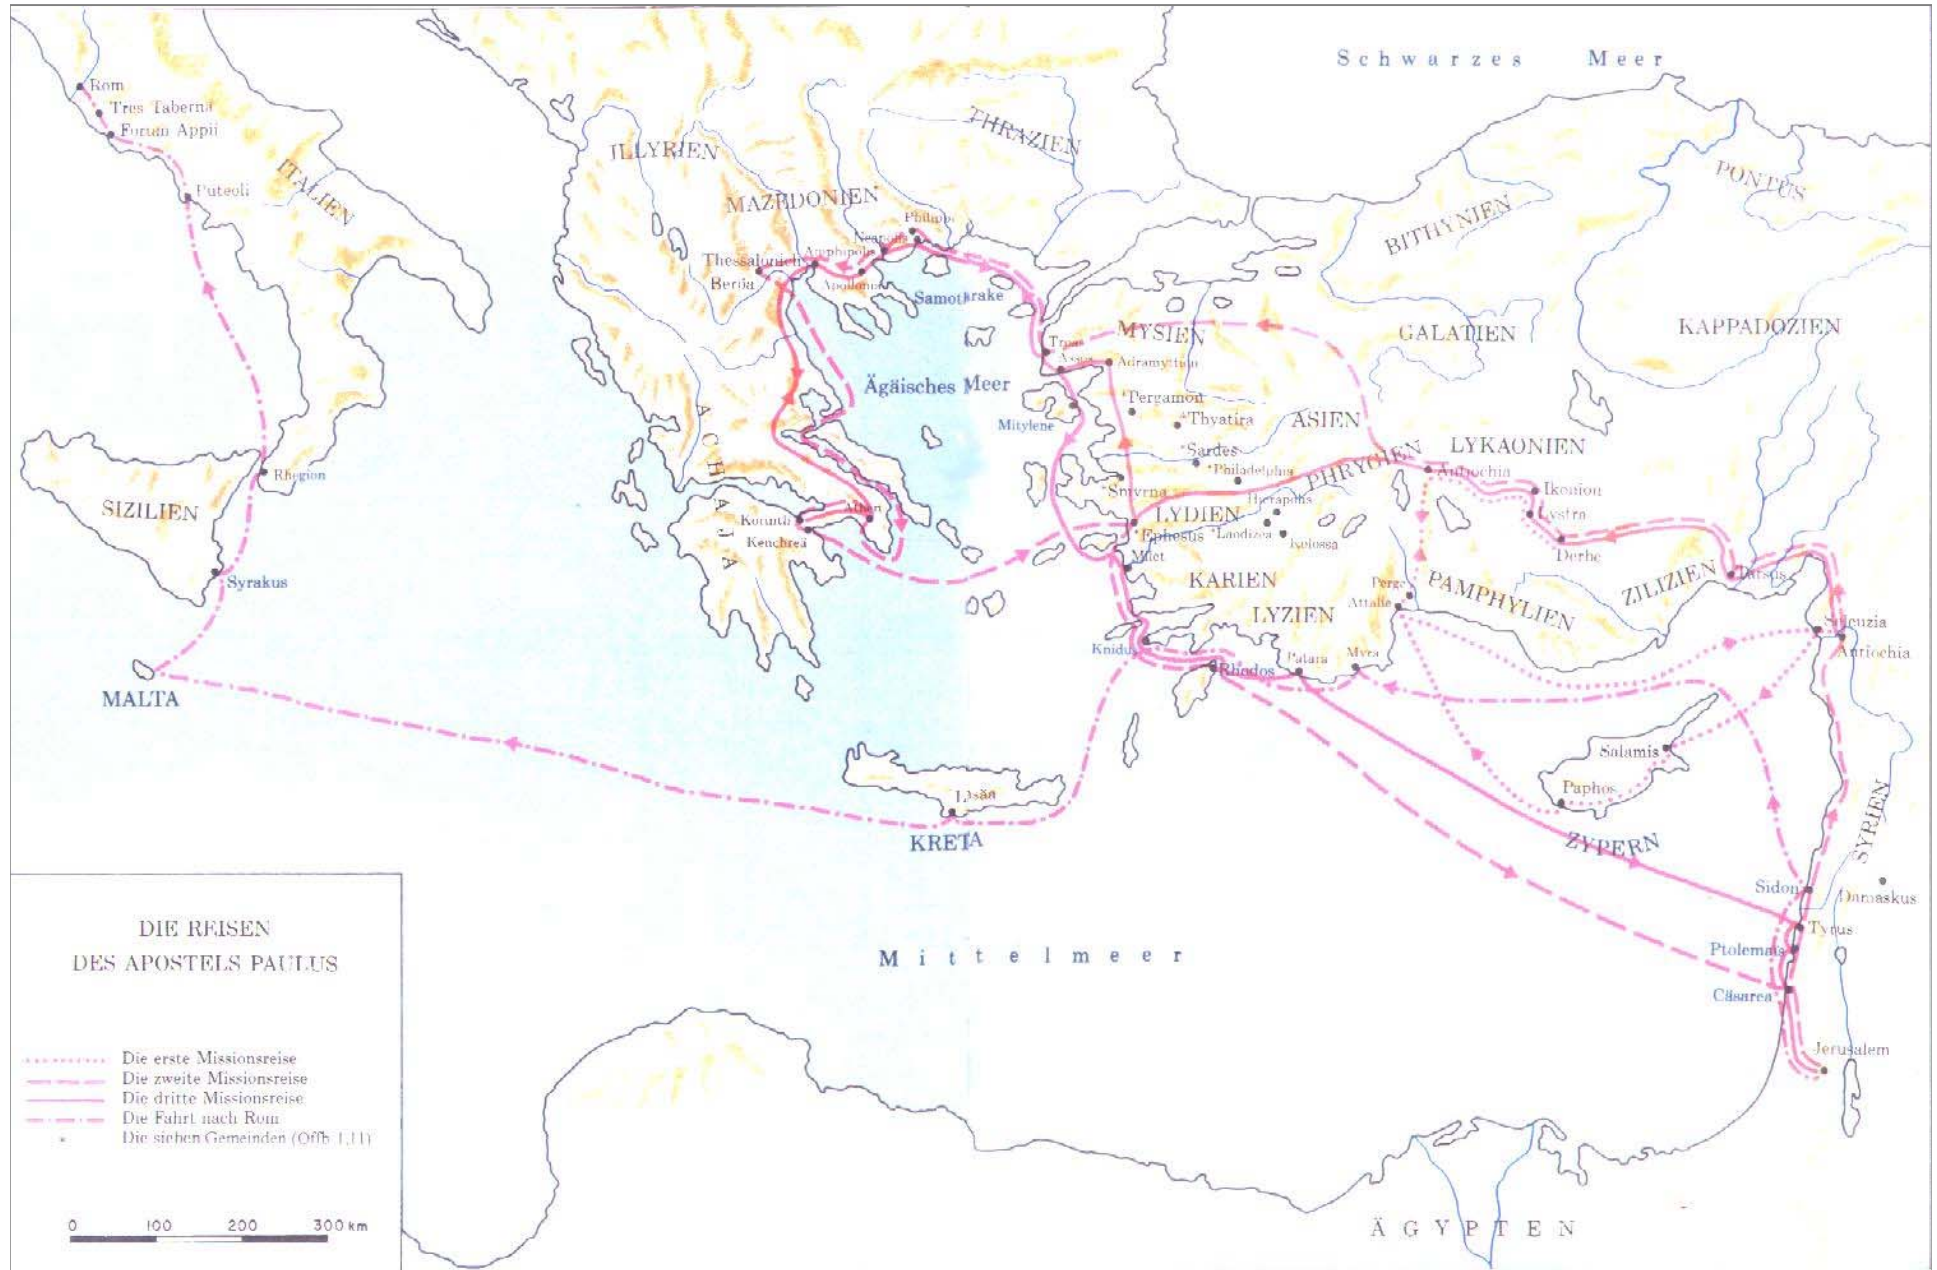 Schwarzes Meer
Rom
Tres Taberna
Forum Appii
Puteoli
ITALIEN
ILLYRIEN
THRAZIEN
MAZEDONIEN
PONTUS
BITHYNIEN
Philippi
Neapolis
Amphipolis
Thessalonich
Apollonia
Beröa
Samothrake
MYSIEN
GALATIEN
KAPPADOZIEN
Troas
Assos
Adramyttion
Ägäisches Meer
*Pergamon
*Thyatira
ASIEN
Mitylene
ACHAJA
LYKAONIEN
*Sardes
*Philadelphia
PHRYGIEN
Antiochia
Rhegion
*Smyrna
Hierapolis
Ikonion
SIZILIEN
Lystra
Korinth
Athen
LYDIEN
Kenchreä
*Ephesus
*Laodizea
Kolossä
Derbe
Milet
Syrakus
KARIEN
Perge
PAMPHYLIEN
ZILIZIEN
Tarsus
Attalie
LYZIEN
Seleuzia
Knidus
Patara
Myra
Antiochia
Rhodos
MALTA
Salamis
Paphos
Lasäa
KRETA
ZYPERN
SYRIEN
Sidon
Damaskus
Tyrus
Mittelmeer
Ptolemais
Cäsarea
Jerusalem
ÄGYPTEN
DIE REISEN
DES APOSTELS PAULUS
Die erste Missionsreise
Die zweite Missionsreise
Die dritte Missionsreise
Die Fahrt nach Rom
* Die sieben Gemeinden (Offb 1,11)
0 100 200 300 km